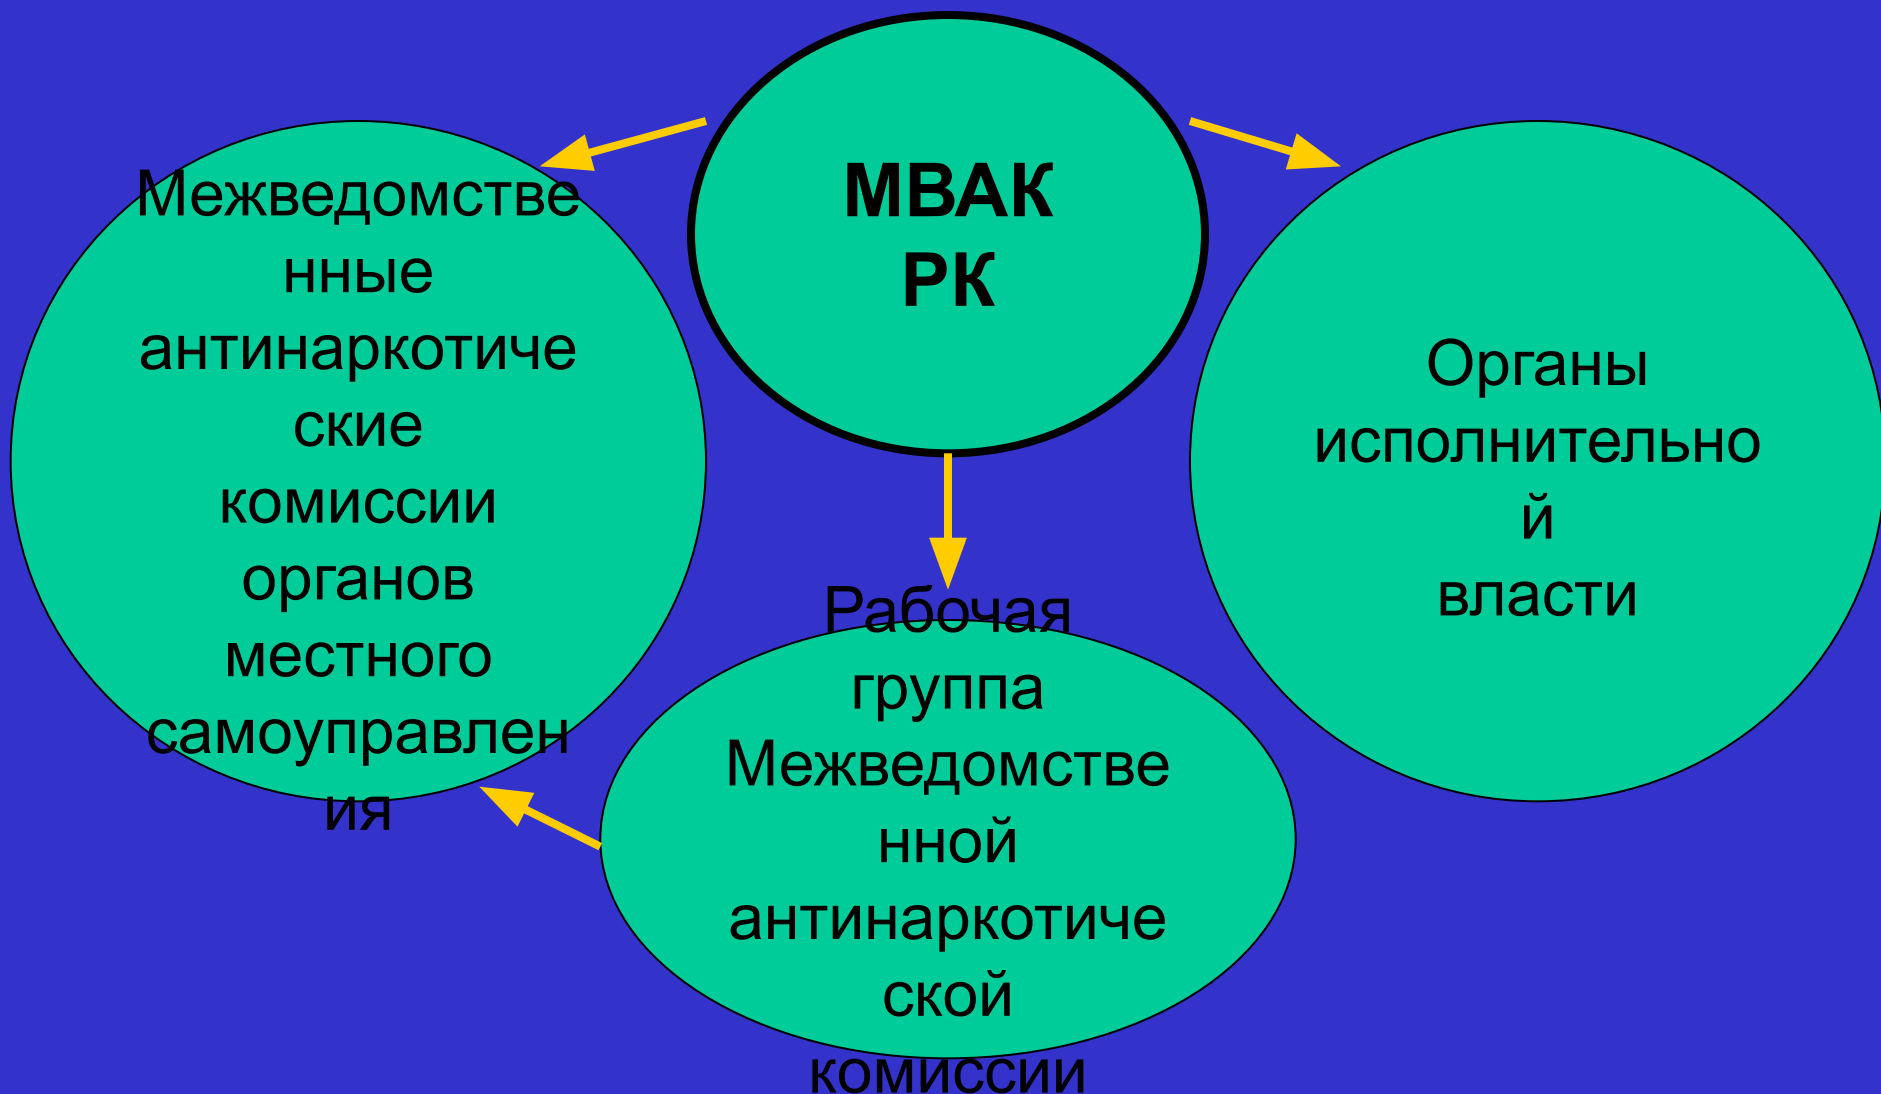 МВАК
РК
Межведомстве
нные
антинаркотиче
ские
комиссии
органов
местного
самоуправлен
ия
Органы
исполнительно
й
власти
Рабочая
группа
Межведомстве
нной
антинаркотиче
ской
комиссии